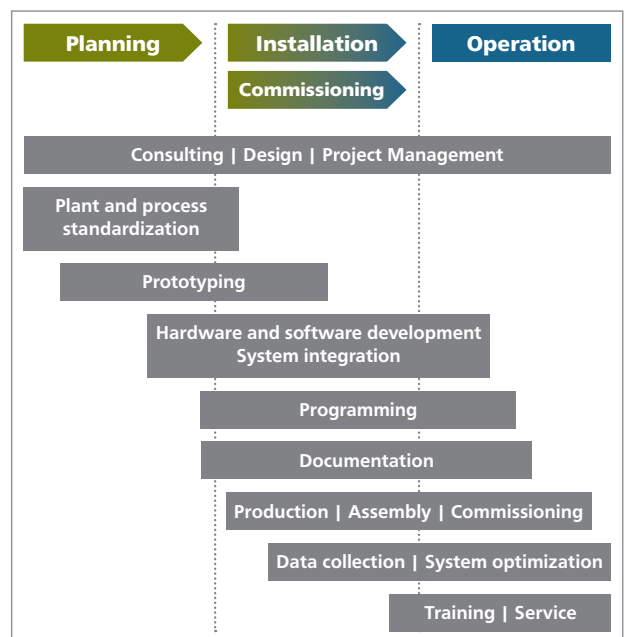 Planning
Installation
Operation
Commissioning
Consulting | Design | Project Management
Plant and process
standardization
Prototyping
Hardware and software development
System integration
Programming
Documentation
Production | Assembly | Commissioning
Data collection | System optimization
Training | Service